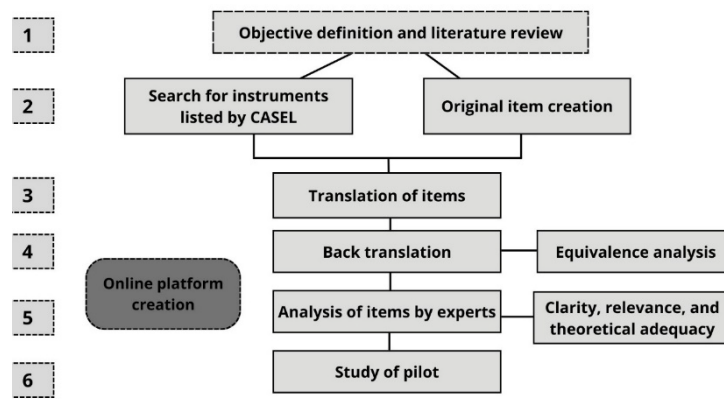 1
Objective definition and literature review
2
Search for instruments
listed by CASEL
Original item creation
3
Translation of items
4
Back translation
Equivalence analysis
Online platform
creation
5
Analysis of items by experts
Clarity, relevance, and
theoretical adequacy
6
Study of pilot